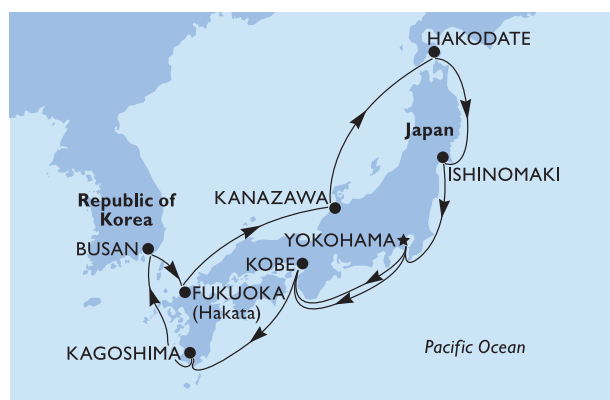 HAKODATE
Japan
ISHINOMAKI
Republic of
Korea
KANAZAWA
BUSAN
YOKOHAMA
KOBE
FUKUOKA
(Hakata)
KAGOSHIMA
Pacific Ocean